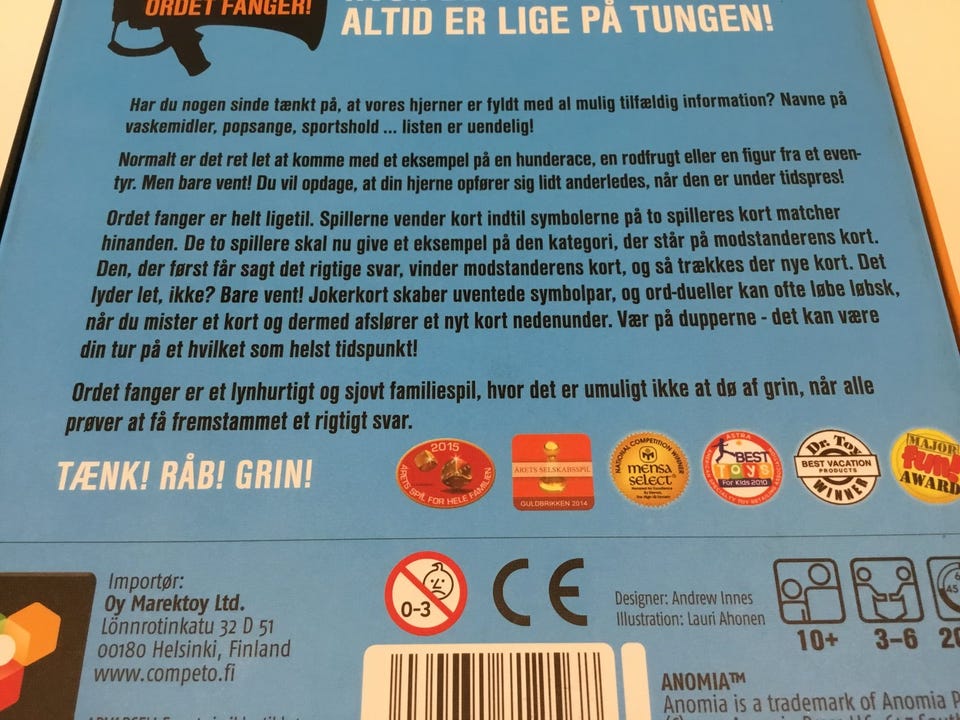 ORDET FANGER!
ALTID ER LIGE PÅ TUNGEN!
Har du nogen sinde tænkt på, at vores hjerner er fyldt med al mulig tilfældig information? Navne på
vaskemidler, popsange, sportshold ... listen er uendelig!
Normalt er det ret let at komme med et eksempel på en hunderace, en rodfrugt eller en figur fra et even-
tyr. Men bare vent! Du vil opdage, at din hjerne opfører sig lidt anderledes, når den er under tidspres!
Ordet fanger er helt ligetil. Spillerne vender kort indtil symbolerne på to spilleres kort matcher
hinanden. De to spillere skal nu give et eksempel på den kategori, der står på modstanderens kort.
Den, der først får sagt det rigtige svar, vinder modstanderens kort, og så trækkes der nye kort. Det
lyder let, ikke? Bare vent! Jokerkort skaber uventede symbolpar, og ord-dueller kan ofte løbe løbsk,
når du mister et kort og dermed afslører et nyt kort nedenunder. Vær på dupperne - det kan være
din tur på et hvilket som helst tidspunkt!
Ordet fanger er et lynhurtigt og sjovt familiespil, hvor det er umuligt ikke at dø af grin, når alle
prøver at få fremstammet et rigtigt svar.
TÆNK! RÅB! GRIN!
2015
ÅRETS SPIL FOR HELE FAMILIEN
ÅRETS SELSKABSSPIL
GULDBRIKKEN 2014
NATIONAL COMPETITION WINNER
mensa
select
ASTRA
BEST
TOYS
For Kids 2010
Dr. Toy
BEST VACATION
PRODUCTS
WINNER
MAJOR
fun!
AWARD
Importør:
Oy Marektoy Ltd.
Lönnrotinkatu 32 D 51
00180 Helsinki, Finland
www.competo.fi
0-3
CE
Designer: Andrew Innes
Illustration: Lauri Ahonen
10+
3-6
20
45
ANOMIA™
Anomia is a trademark of Anomia